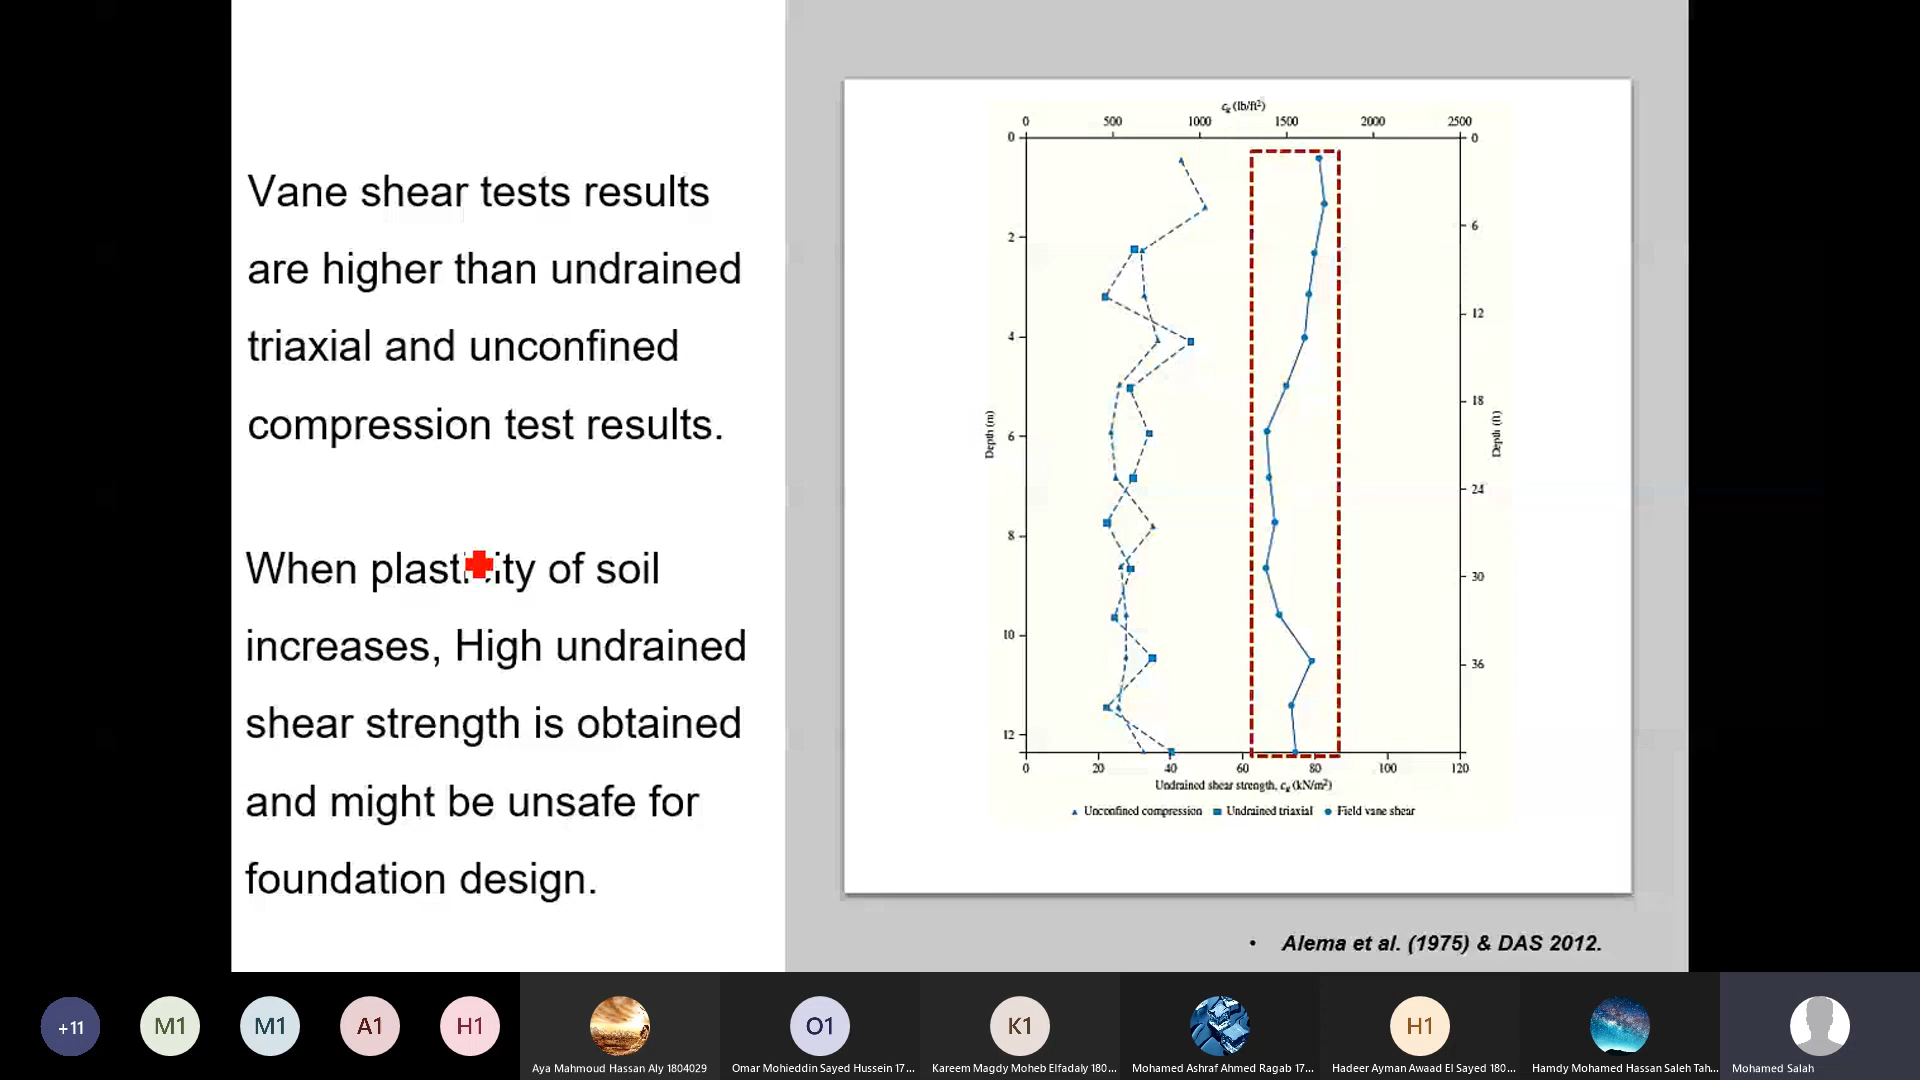 Vane shear tests results
are higher than undrained
triaxial and unconfined
compression test results.
When plasticity of soil
increases, High undrained
shear strength is obtained
and might be unsafe for
foundation design.
cᵤ (lb/ft²)
0 500 1000 1500 2000 2500
0 0
2
6
4
12
18
6
24
8
30
10
36
12
Depth (m)
Depth (ft)
0 20 40 60 80 100 120
Undrained shear strength, cᵤ (kN/m²)
Unconfined compression Undrained triaxial Field vane shear
• Alema et al. (1975) & DAS 2012.
+11 M1 M1 A1 H1 O1 K1 H1
Aya Mahmoud Hassan Aly 1804029
Omar Mohieddin Sayed Hussein 17...
Kareem Magdy Moheb Elfadaly 180...
Mohamed Ashraf Ahmed Ragab 17...
Hadeer Ayman Awaad El Sayed 180...
Hamdy Mohamed Hassan Saleh Tah...
Mohamed Salah